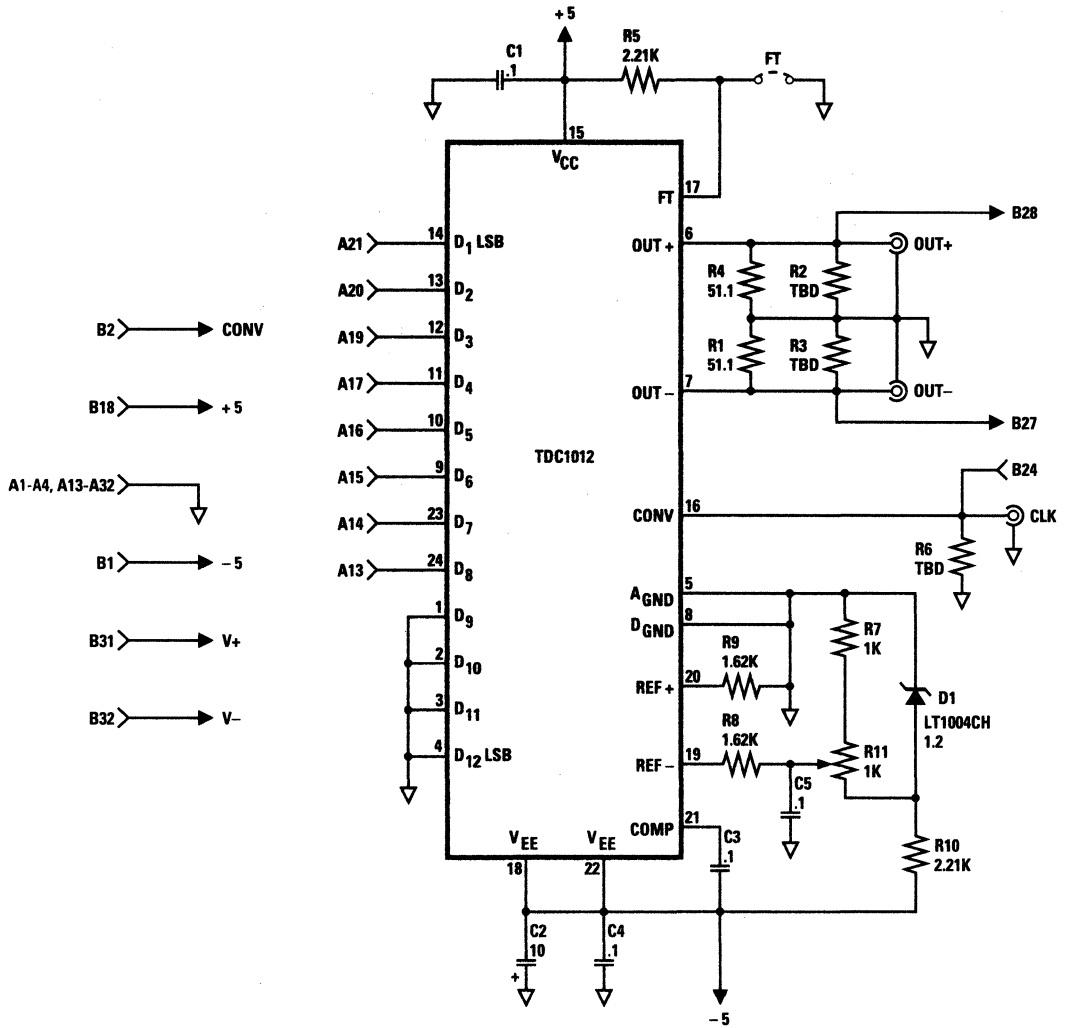 +5
C1
.1
R5
2.21K
FT
15
VCC
FT
17
A21
14
D1 LSB
A20
13
D2
A19
12
D3
A17
11
D4
A16
10
D5
A15
9
D6
A14
23
D7
A13
24
D8
1
D9
2
D10
3
D11
4
D12 LSB
B2
CONV
B18
+5
A1-A4, A13-A32
B1
–5
B31
V+
B32
V–
TDC1012
OUT+
6
B28
OUT+
R4
51.1
R2
TBD
R1
51.1
R3
TBD
OUT–
7
OUT–
B27
B24
CONV
16
CLK
R6
TBD
AGND
5
DGND
8
R7
1K
R9
1.62K
REF+
20
D1
LT1004CH
1.2
R8
1.62K
REF–
19
R11
1K
C5
.1
COMP
21
C3
.1
R10
2.21K
VEE
18
VEE
22
C2
10
+
C4
.1
–5